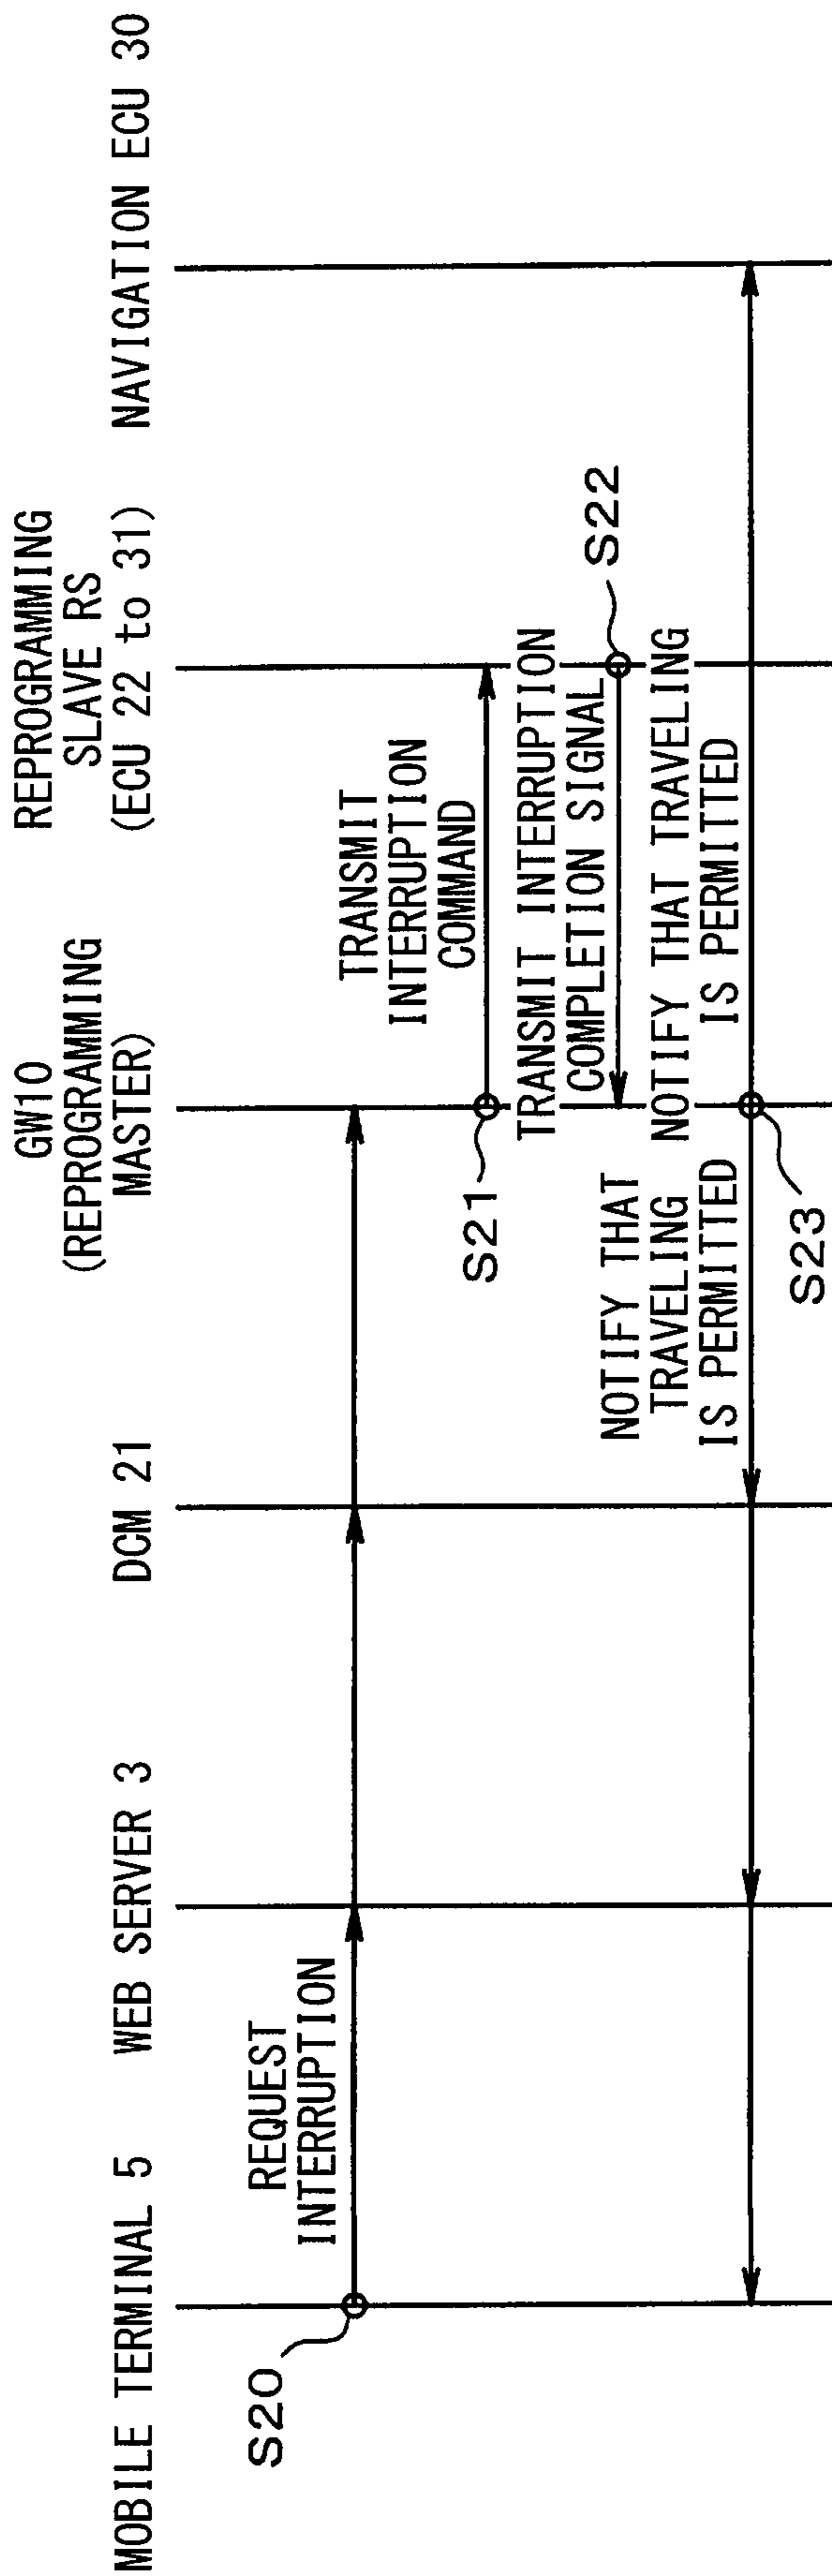 MOBILE TERMINAL 5
WEB SERVER 3
DCM 21
GW10
(REPROGRAMMING
MASTER)
REPROGRAMMING
SLAVE RS
(ECU 22 to 31)
NAVIGATION ECU 30
S20
REQUEST
INTERRUPTION
TRANSMIT
INTERRUPTION
COMMAND
S21
TRANSMIT INTERRUPTION
COMPLETION SIGNAL
S22
NOTIFY THAT
TRAVELING
IS PERMITTED
NOTIFY THAT TRAVELING
IS PERMITTED
S23